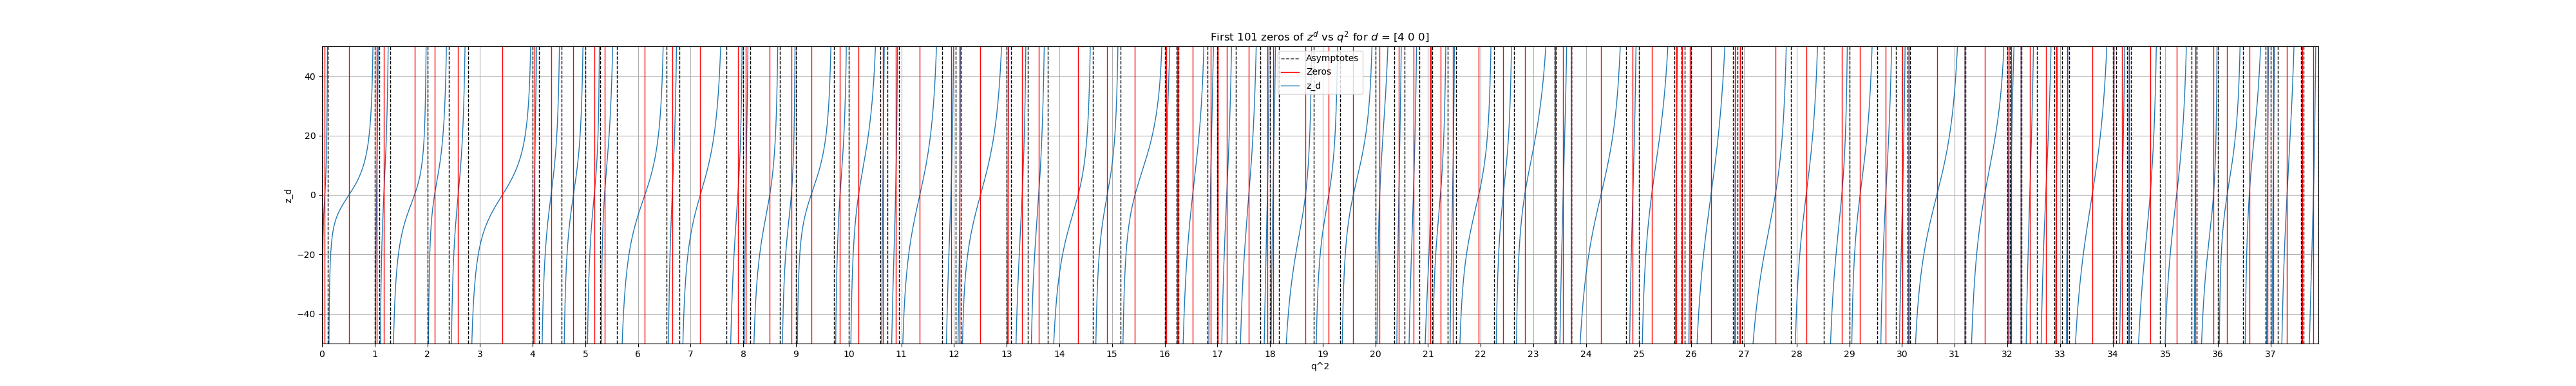 First 101 zeros of z^d vs q^2 for d = [4 0 0]
Asymptotes
Zeros
z_d
z_d
40
20
0
−20
−40
0 1 2 3 4 5 6 7 8 9 10 11 12 13 14 15 16 17 18 19 20 21 22 23 24 25 26 27 28 29 30 31 32 33 34 35 36 37
q^2